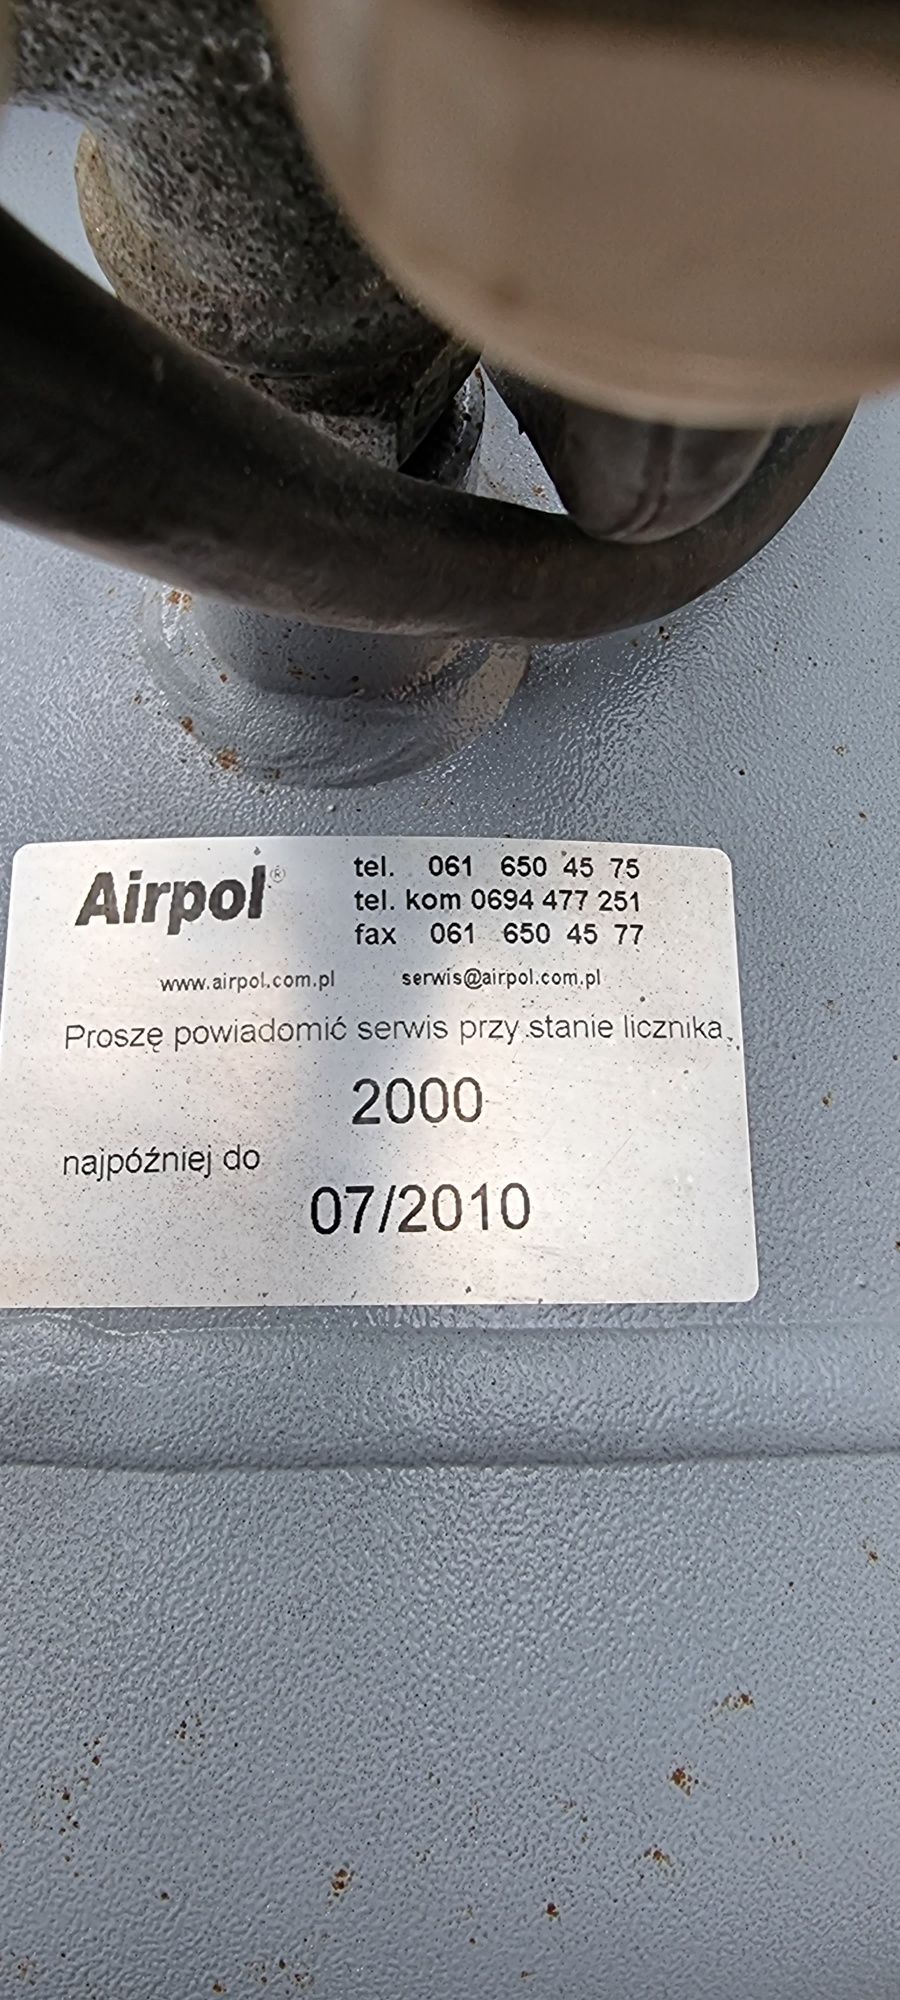 Airpol®
tel. 061 650 45 75
tel. kom 0694 477 251
fax 061 650 45 77
www.airpol.com.pl serwis@airpol.com.pl
Proszę powiadomić serwis przy stanie licznika
2000
najpóźniej do
07/2010